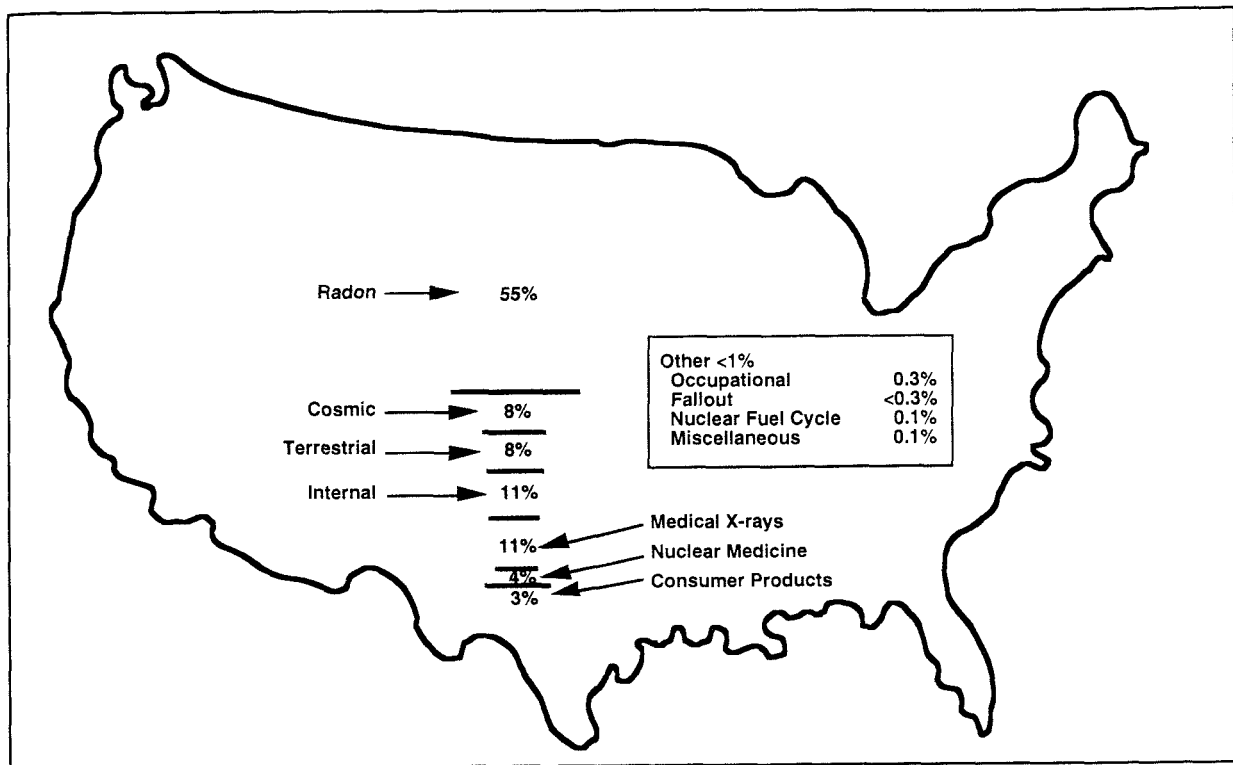 Radon 55%
Other <1%
Occupational 0.3%
Fallout <0.3%
Nuclear Fuel Cycle 0.1%
Miscellaneous 0.1%
Cosmic 8%
Terrestrial 8%
Internal 11%
11% Medical X-rays
4% Nuclear Medicine
3% Consumer Products